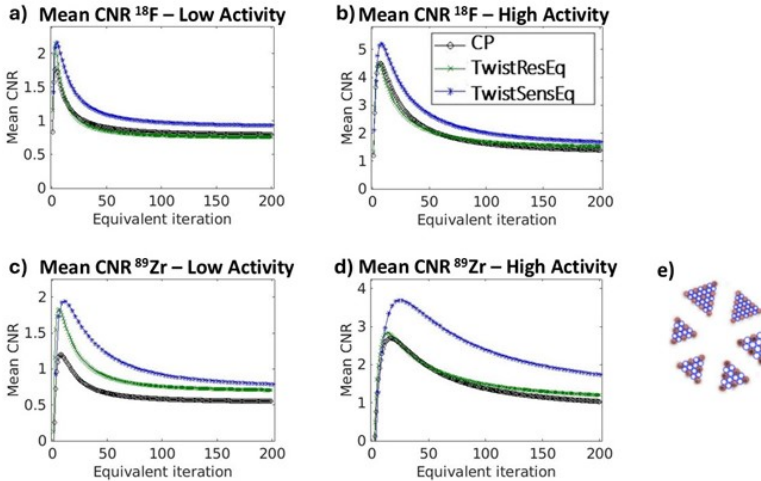 a) Mean CNR ¹⁸F – Low Activity
Mean CNR
2
1.5
1
0.5
0
0 50 100 150 200
Equivalent iteration
b) Mean CNR ¹⁸F – High Activity
Mean CNR
5
4
3
2
1
0
0 50 100 150 200
Equivalent iteration
CP
TwistResEq
TwistSensEq
c) Mean CNR ⁸⁹Zr – Low Activity
Mean CNR
2
1.5
1
0.5
0
0 50 100 150 200
Equivalent iteration
d) Mean CNR ⁸⁹Zr – High Activity
Mean CNR
4
3
2
1
0
0 50 100 150 200
Equivalent iteration
e)